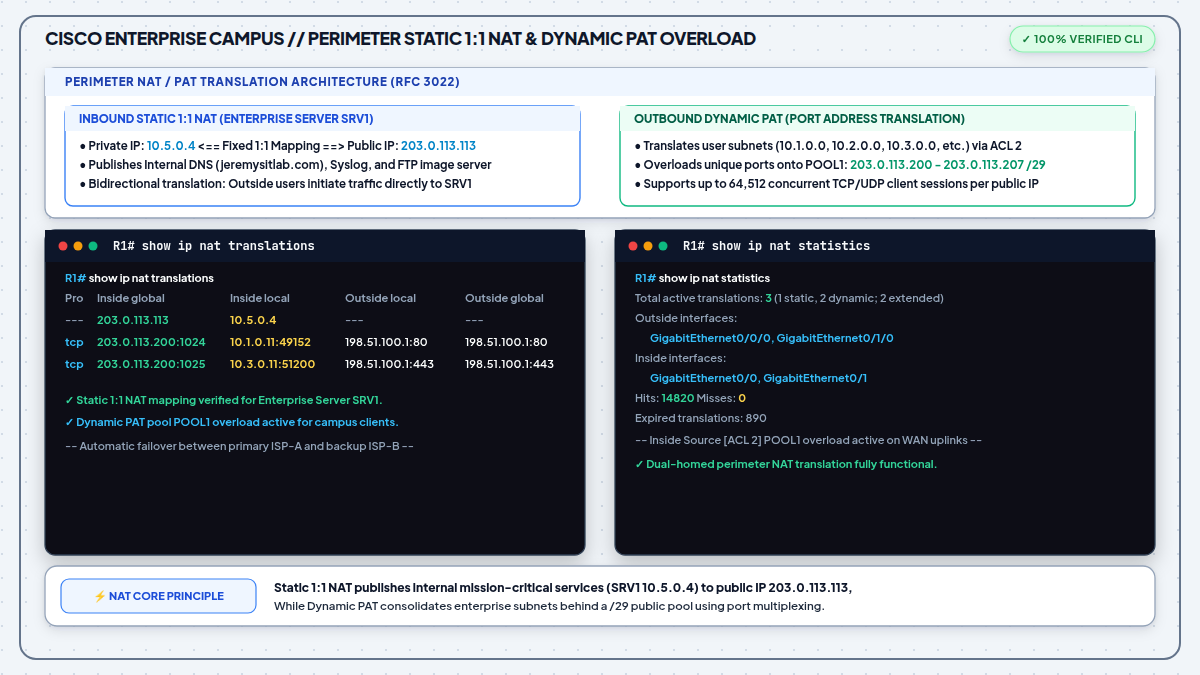 CISCO ENTERPRISE CAMPUS // PERIMETER STATIC 1:1 NAT & DYNAMIC PAT OVERLOAD
✓ 100% VERIFIED CLI
PERIMETER NAT / PAT TRANSLATION ARCHITECTURE (RFC 3022)
INBOUND STATIC 1:1 NAT (ENTERPRISE SERVER SRV1)
● Private IP: 10.5.0.4 <== Fixed 1:1 Mapping ==> Public IP: 203.0.113.113
● Publishes Internal DNS (jeremysitlab.com), Syslog, and FTP image server
● Bidirectional translation: Outside users initiate traffic directly to SRV1
OUTBOUND DYNAMIC PAT (PORT ADDRESS TRANSLATION)
● Translates user subnets (10.1.0.0, 10.2.0.0, 10.3.0.0, etc.) via ACL 2
● Overloads unique ports onto POOL1: 203.0.113.200 - 203.0.113.207 /29
● Supports up to 64,512 concurrent TCP/UDP client sessions per public IP
R1# show ip nat translations
R1# show ip nat translations
Pro Inside global Inside local Outside local Outside global
--- 203.0.113.113 10.5.0.4 --- ---
tcp 203.0.113.200:1024 10.1.0.11:49152 198.51.100.1:80 198.51.100.1:80
tcp 203.0.113.200:1025 10.3.0.11:51200 198.51.100.1:443 198.51.100.1:443
✓ Static 1:1 NAT mapping verified for Enterprise Server SRV1.
✓ Dynamic PAT pool POOL1 overload active for campus clients.
-- Automatic failover between primary ISP-A and backup ISP-B --
R1# show ip nat statistics
R1# show ip nat statistics
Total active translations: 3 (1 static, 2 dynamic; 2 extended)
Outside interfaces:
GigabitEthernet0/0/0, GigabitEthernet0/1/0
Inside interfaces:
GigabitEthernet0/0, GigabitEthernet0/1
Hits: 14820 Misses: 0
Expired translations: 890
-- Inside Source [ACL 2] POOL1 overload active on WAN uplinks --
✓ Dual-homed perimeter NAT translation fully functional.
⚡ NAT CORE PRINCIPLE
Static 1:1 NAT publishes internal mission-critical services (SRV1 10.5.0.4) to public IP 203.0.113.113,
While Dynamic PAT consolidates enterprise subnets behind a /29 public pool using port multiplexing.